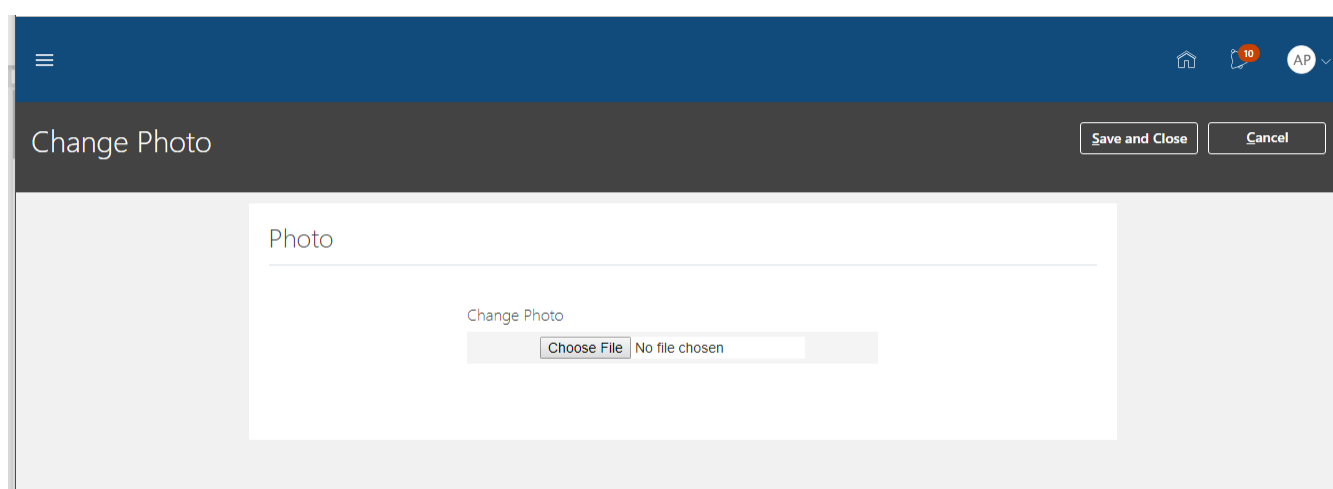 10
AP
Change Photo
Save and Close
Cancel
Photo
Change Photo
Choose File No file chosen